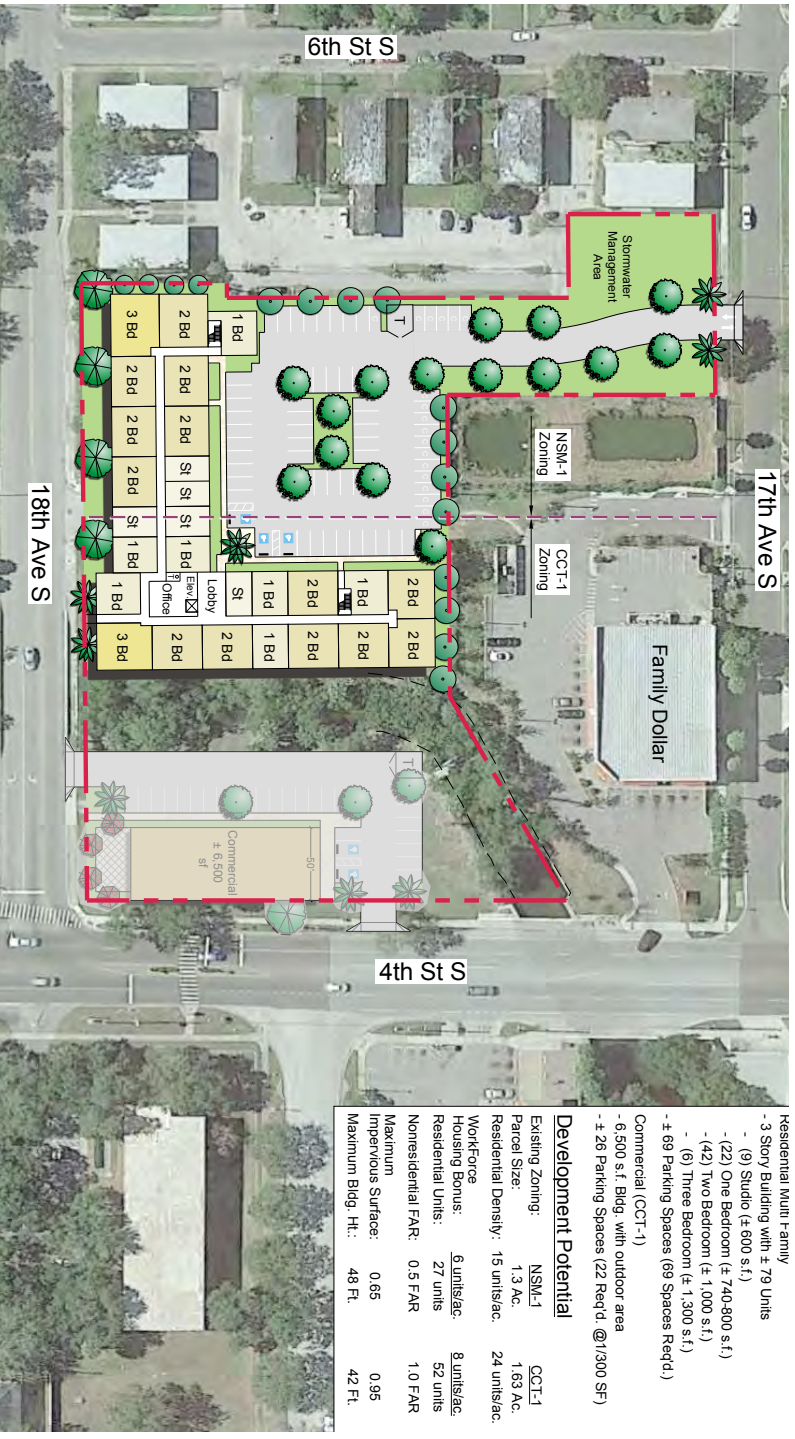 6th St S
17th Ave S
18th Ave S
4th St S
Stormwater
Management
Area
NSM-1
Zoning
CCT-1
Zoning
Family Dollar
T
3 Bd
2 Bd
1 Bd
2 Bd
2 Bd
2 Bd
2 Bd
2 Bd
St
St
St
St
1 Bd
1 Bd
1 Bd
Office
Elev.
Lobby
St
1 Bd
2 Bd
1 Bd
2 Bd
3 Bd
2 Bd
2 Bd
1 Bd
2 Bd
2 Bd
2 Bd
T
Commercial
± 6,500
sf
50'
Residential Multi Family
- 3 Story Building with ± 79 Units
- (9) Studio (± 600 s.f.)
- (22) One Bedroom (± 740-800 s.f.)
- (42) Two Bedroom (± 1,000 s.f.)
- (6) Three Bedroom (± 1,300 s.f.)
- ± 69 Parking Spaces (69 Spaces Req'd.)
Commercial (CCT-1)
- 6,500 s.f. Bldg. with outdoor area
- ± 26 Parking Spaces (22 Req'd. @1/300 SF)
Development Potential
Existing Zoning: NSM-1 CCT-1
Parcel Size: 1.3 Ac. 1.63 Ac.
Residential Density: 15 units/ac. 24 units/ac.
WorkForce
Housing Bonus: 6 units/ac. 8 units/ac.
Residential Units: 27 units 52 units
Nonresidential FAR: 0.5 FAR 1.0 FAR
Maximum
Impervious Surface: 0.65 0.95
Maximum Bldg. Ht.: 48 Ft. 42 Ft.